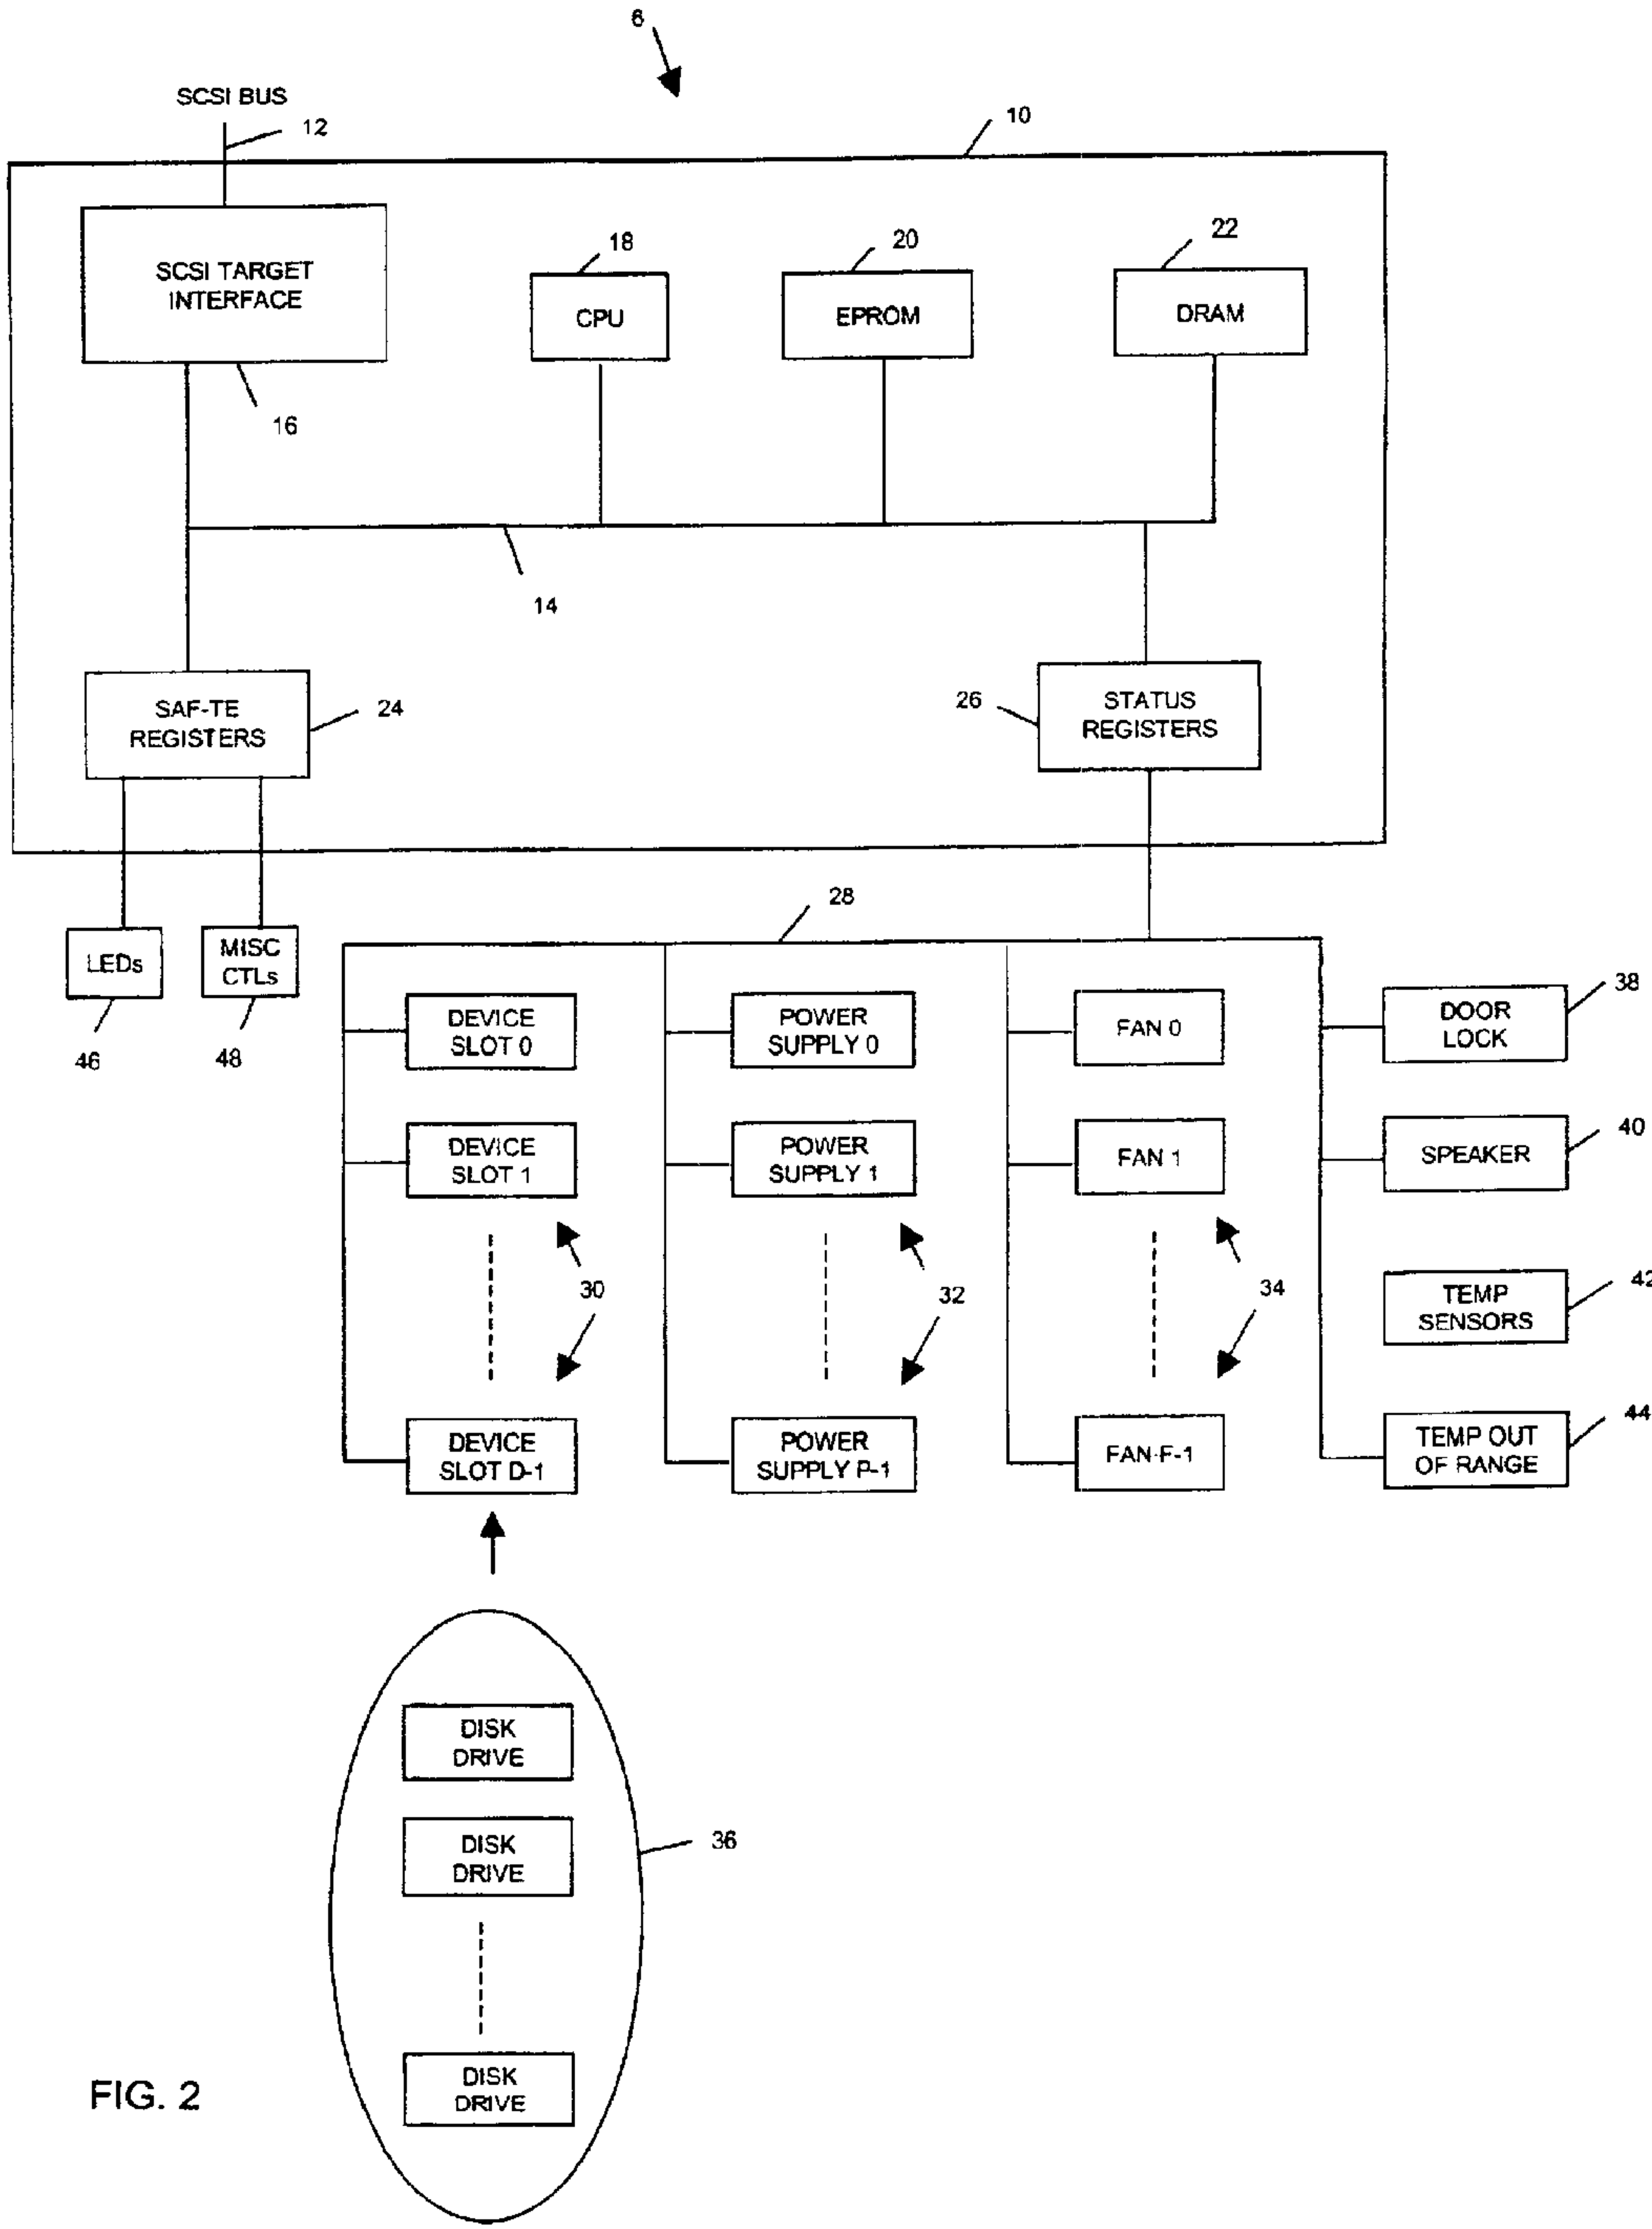 6
SCSI BUS
12
10
SCSI TARGET
INTERFACE
16
18
CPU
20
EPROM
22
DRAM
14
SAF-TE
REGISTERS
24
26
STATUS
REGISTERS
LEDs
46
MISC
CTLs
48
28
DEVICE
SLOT 0
DEVICE
SLOT 1
30
DEVICE
SLOT D-1
POWER
SUPPLY 0
POWER
SUPPLY 1
32
POWER
SUPPLY P-1
FAN 0
FAN 1
34
FAN-F-1
DOOR
LOCK
38
SPEAKER
40
TEMP
SENSORS
42
TEMP OUT
OF RANGE
44
DISK
DRIVE
DISK
DRIVE
36
DISK
DRIVE
FIG. 2